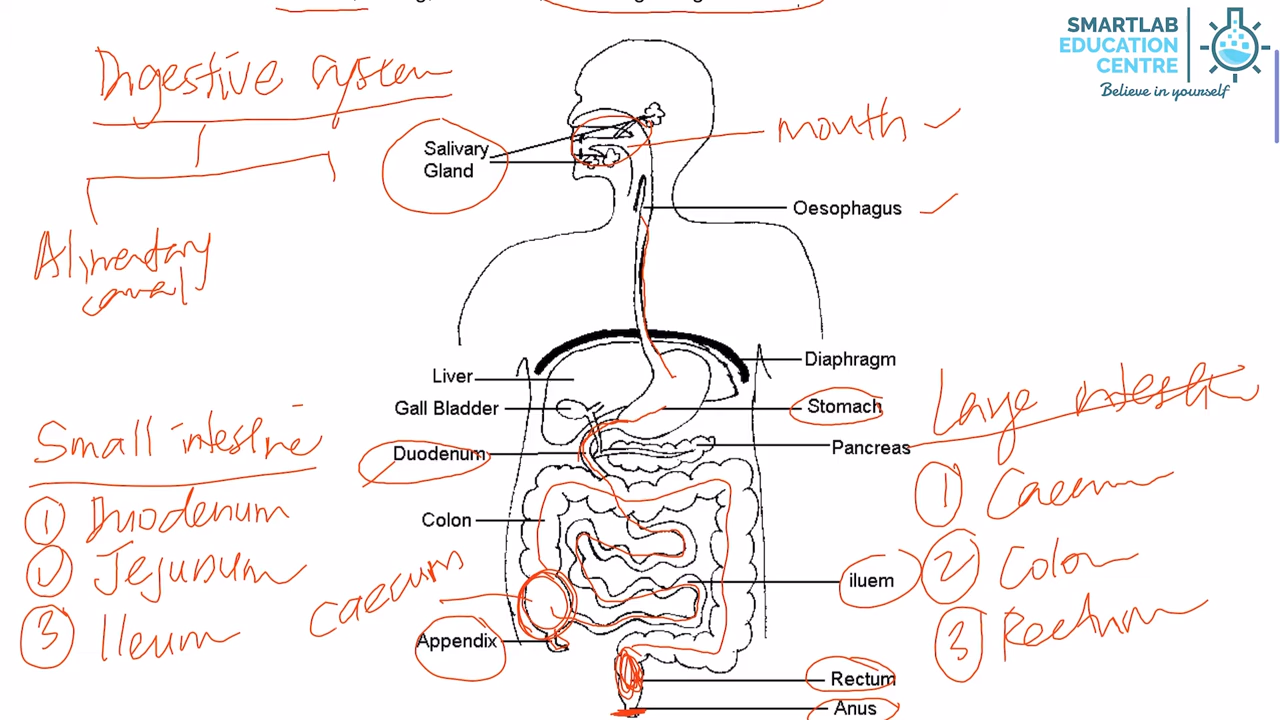 SMARTLAB
EDUCATION
CENTRE
Believe in yourself
Digestive system
mouth
Salivary
Gland
Oesophagus
Alimentary
canal
Diaphragm
Liver
Gall Bladder
Stomach
Large intestine
Small intestine
Duodenum
Pancreas
1 Caecum
1 Duodenum
Colon
2 Colon
Jejunum
caecum
iluem
3 Ileum
Appendix
3 Rectum
Rectum
Anus